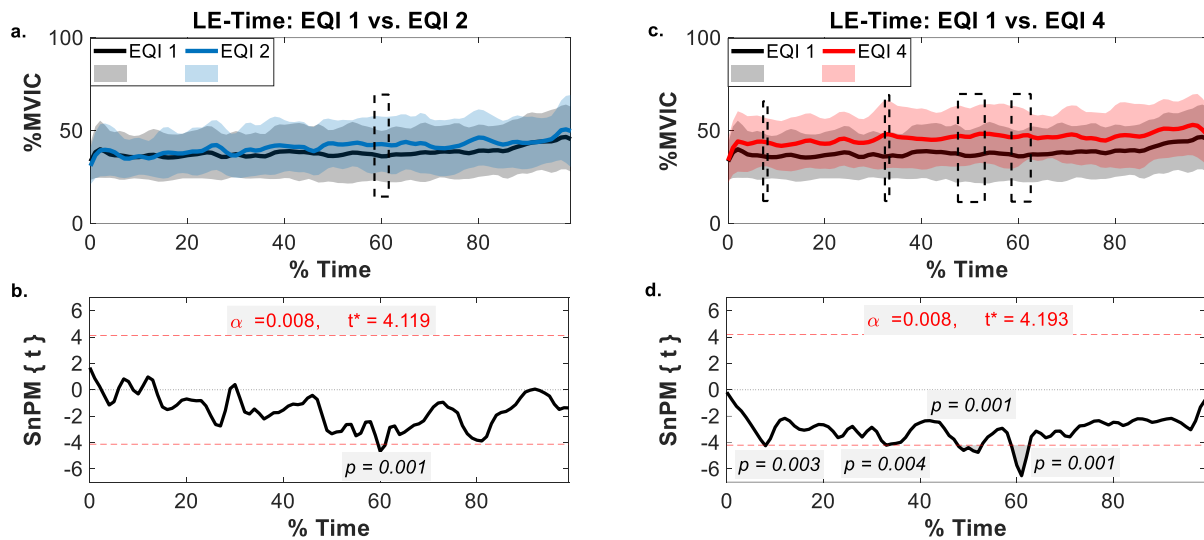 LE-Time: EQI 1 vs. EQI 2
a.
100
50
0
%MVIC
EQI 1
EQI 2
0 20 40 60 80
% Time
b.
6
4
2
0
-2
-4
-6
SnPM { t }
α =0.008, t* = 4.119
p = 0.001
0 20 40 60 80
% Time
LE-Time: EQI 1 vs. EQI 4
c.
100
50
0
%MVIC
EQI 1
EQI 4
0 20 40 60 80
% Time
d.
6
4
2
0
-2
-4
-6
SnPM { t }
α =0.008, t* = 4.193
p = 0.001
p = 0.003 p = 0.004 p = 0.001
0 20 40 60 80
% Time